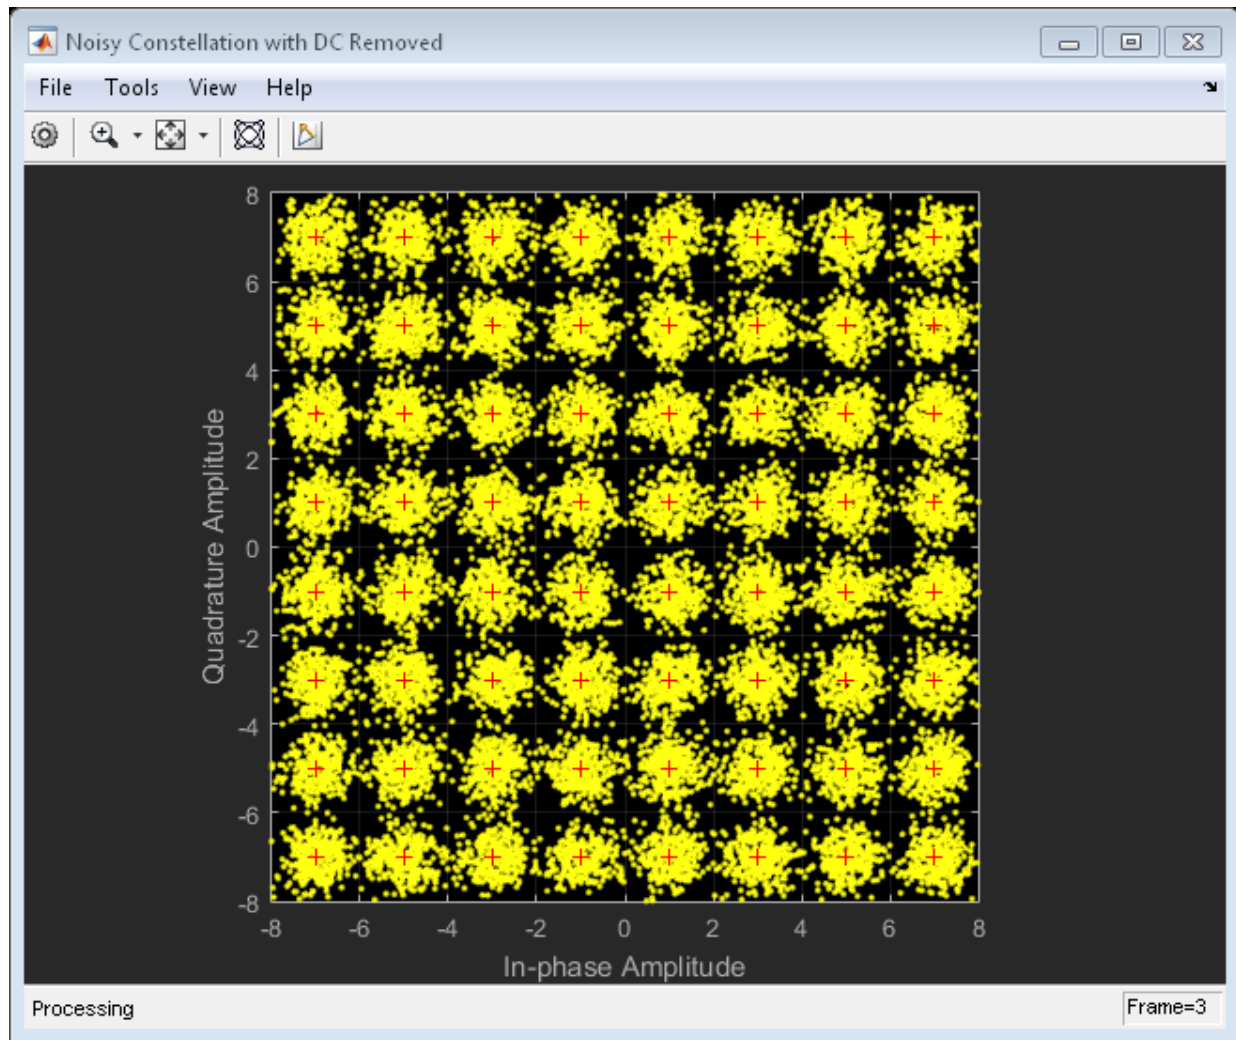 Noisy Constellation with DC Removed
File Tools View Help
8
6
4
2
0
-2
-4
-6
-8
Quadrature Amplitude
-8 -6 -4 -2 0 2 4 6 8
In-phase Amplitude
Processing
Frame=3